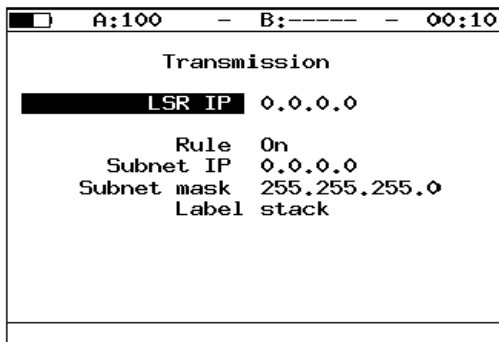 A:100 - B:----- - 00:10
Transmission
LSR IP 0.0.0.0
Rule On
Subnet IP 0.0.0.0
Subnet mask 255.255.255.0
Label stack